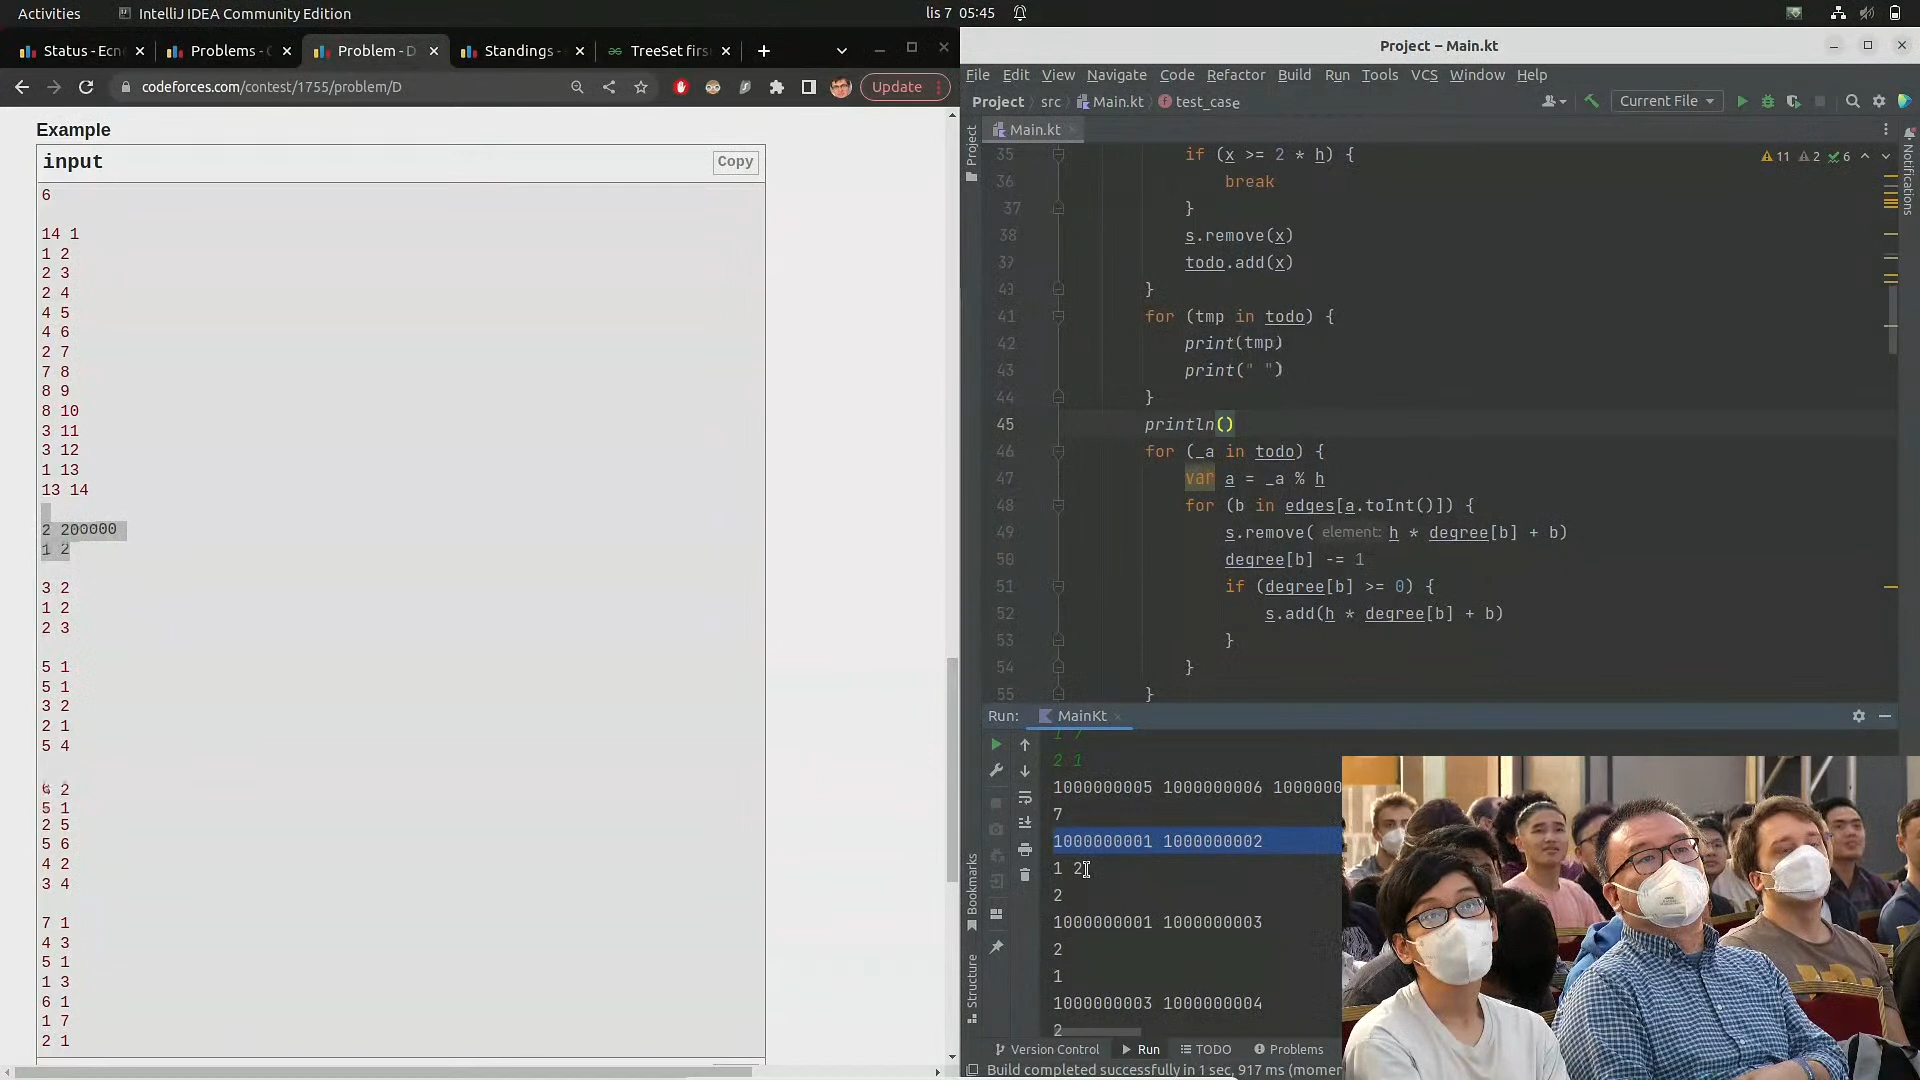 Activities
IntelliJ IDEA Community Edition
lis 7 05:45
Status - Ecn
Problems - C
Problem - D
Standings -
TreeSet firs
codeforces.com/contest/1755/problem/D
Update
Example
input
Copy
6
14 1
1 2
2 3
2 4
4 5
4 6
2 7
7 8
8 9
8 10
3 11
3 12
1 13
13 14
2 200000
1 2
3 2
1 2
2 3
5 1
5 1
3 2
2 1
5 4
6 2
5 1
2 5
5 6
4 2
3 4
7 1
4 3
5 1
1 3
6 1
1 7
2 1
Project – Main.kt
File Edit View Navigate Code Refactor Build Run Tools VCS Window Help
Project src Main.kt test_case
Current File
Project
Main.kt
Notifications
11 2 6
35 if (x >= 2 * h) {
36 break
37 }
38 s.remove(x)
39 todo.add(x)
}
41 for (tmp in todo) {
42 print(tmp)
43 print(" ")
44 }
45 println()
46 for (_a in todo) {
47 var a = _a % h
48 for (b in edges[a.toInt()]) {
49 s.remove( element: h * degree[b] + b)
50 degree[b] -= 1
51 if (degree[b] >= 0) {
52 s.add(h * degree[b] + b)
53 }
54 }
55 }
Run: MainKt
1 7
2 1
1000000005 1000000006 1000000
7
1000000001 1000000002
1 2
2
1000000001 1000000003
2
1
1000000003 1000000004
2
Bookmarks
Structure
Version Control Run TODO Problems
Build completed successfully in 1 sec, 917 ms (momen